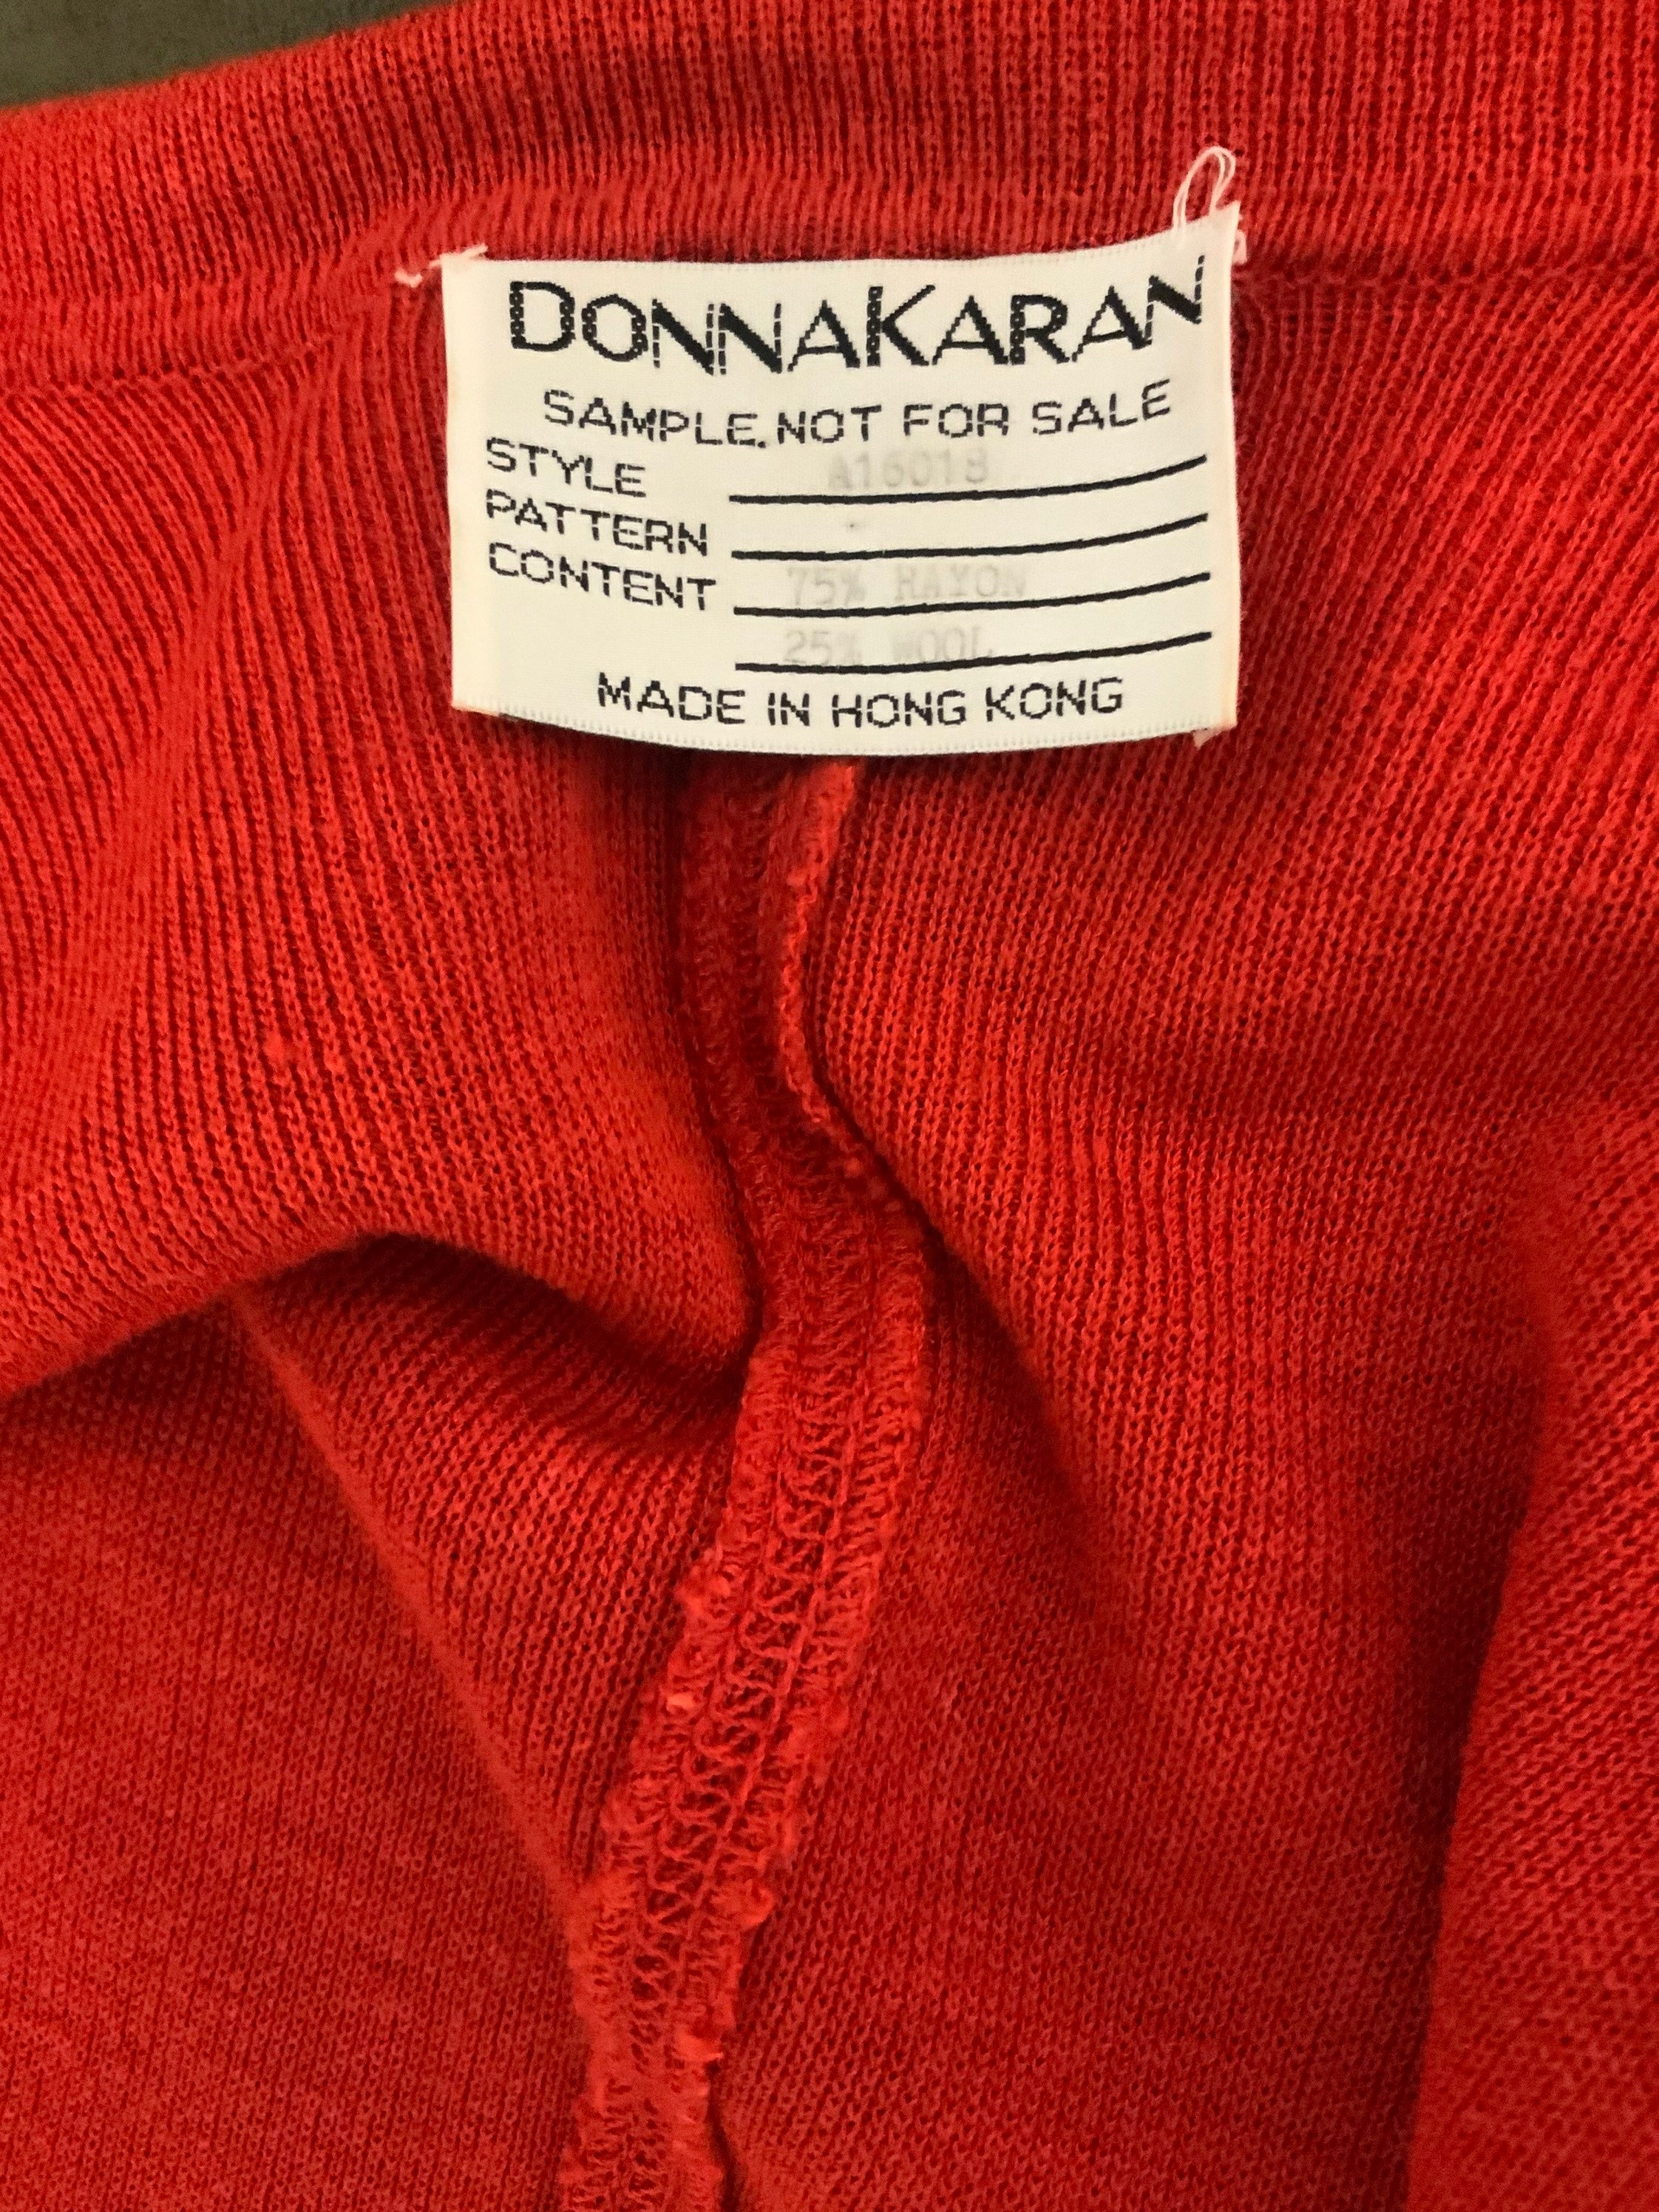 DONNAKARAN
SAMPLE. NOT FOR SALE
STYLE A16018
PATTERN
CONTENT 75% RAYON
25% WOOL
MADE IN HONG KONG